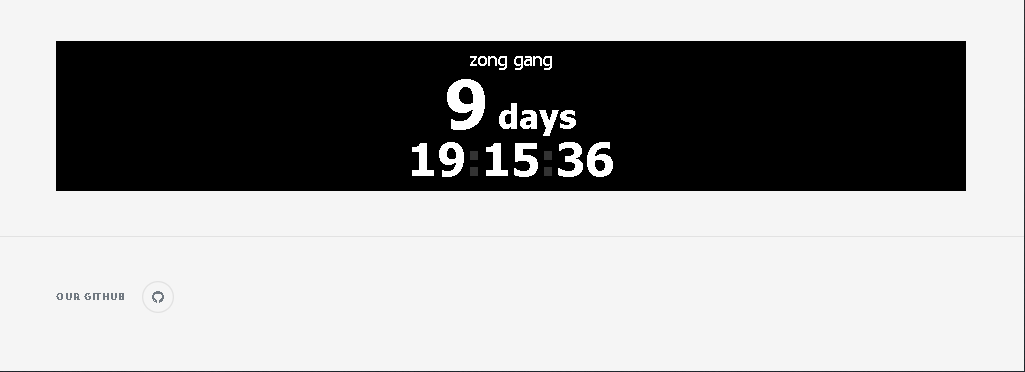 zong gang
9 days
19:15:36
OUR GITHUB